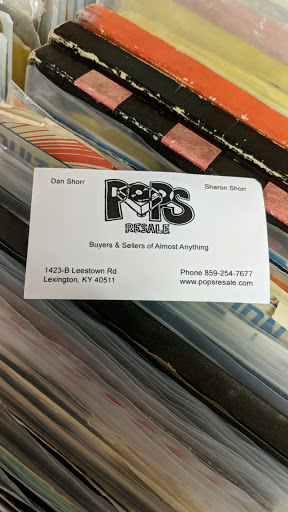 Dan Shorr
Sharon Shorr
POPS
RESALE
Buyers & Sellers of Almost Anything
1423-B Leestown Rd.
Phone 859-254-7677
Lexington, KY 40511
www.popsresale.com